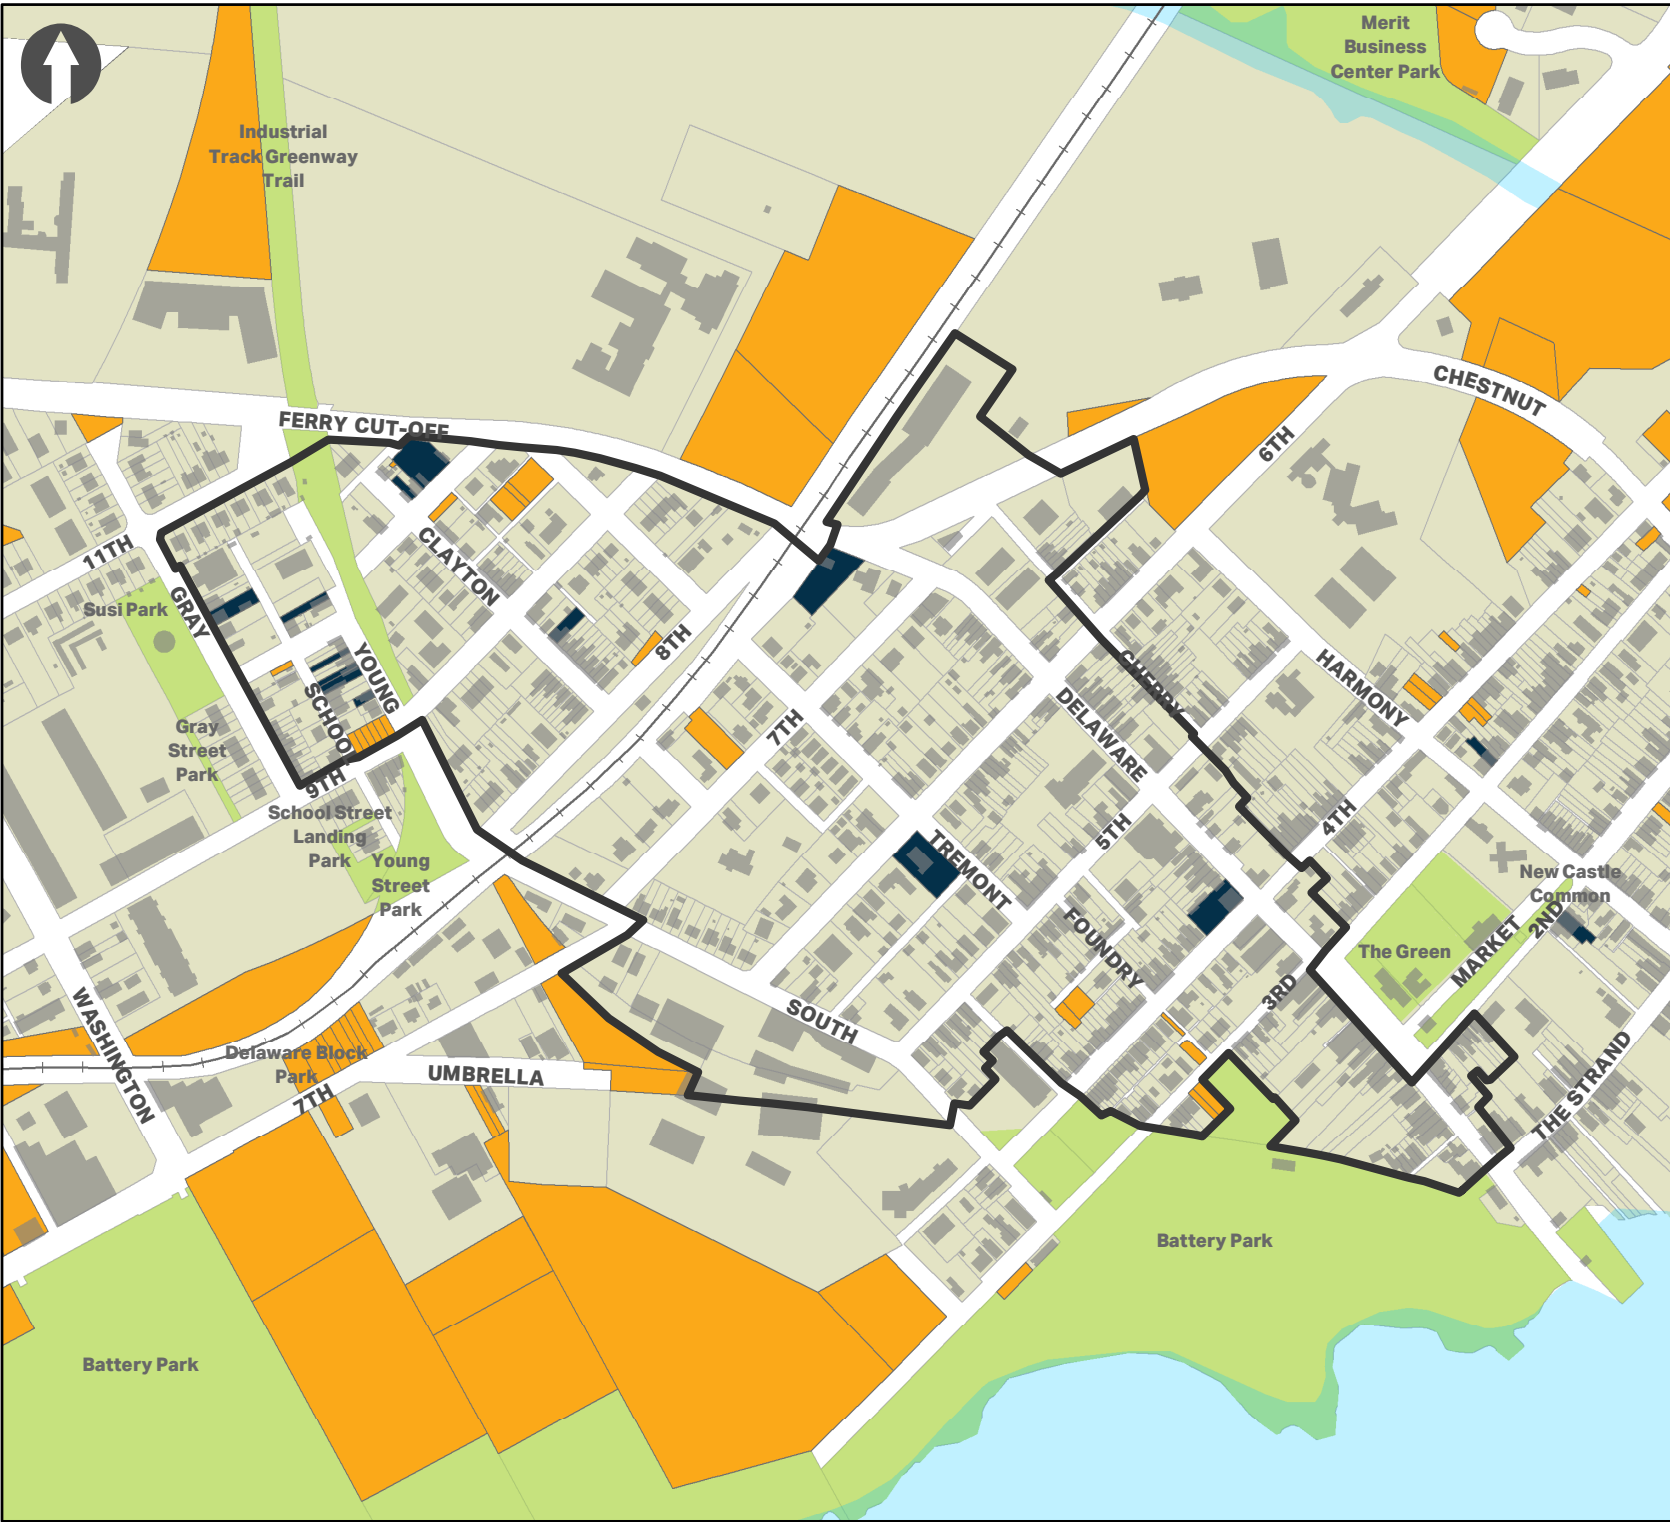 Merit
Business
Center Park
Industrial
Track Greenway
Trail
CHESTNUT
FERRY CUT-OFF
6TH
11TH
CLAYTON
Susi Park
GRAY
8TH
YOUNG
CHERRY
HARMONY
SCHOOL
DELAWARE
Gray
Street
Park
7TH
9TH
School Street
Landing
Park
Young
Street
Park
4TH
5TH
TREMONT
New Castle
Common
FOUNDRY
2ND
The Green
MARKET
3RD
WASHINGTON
SOUTH
Delaware Block
Park
UMBRELLA
7TH
THE STRAND
Battery Park
Battery Park